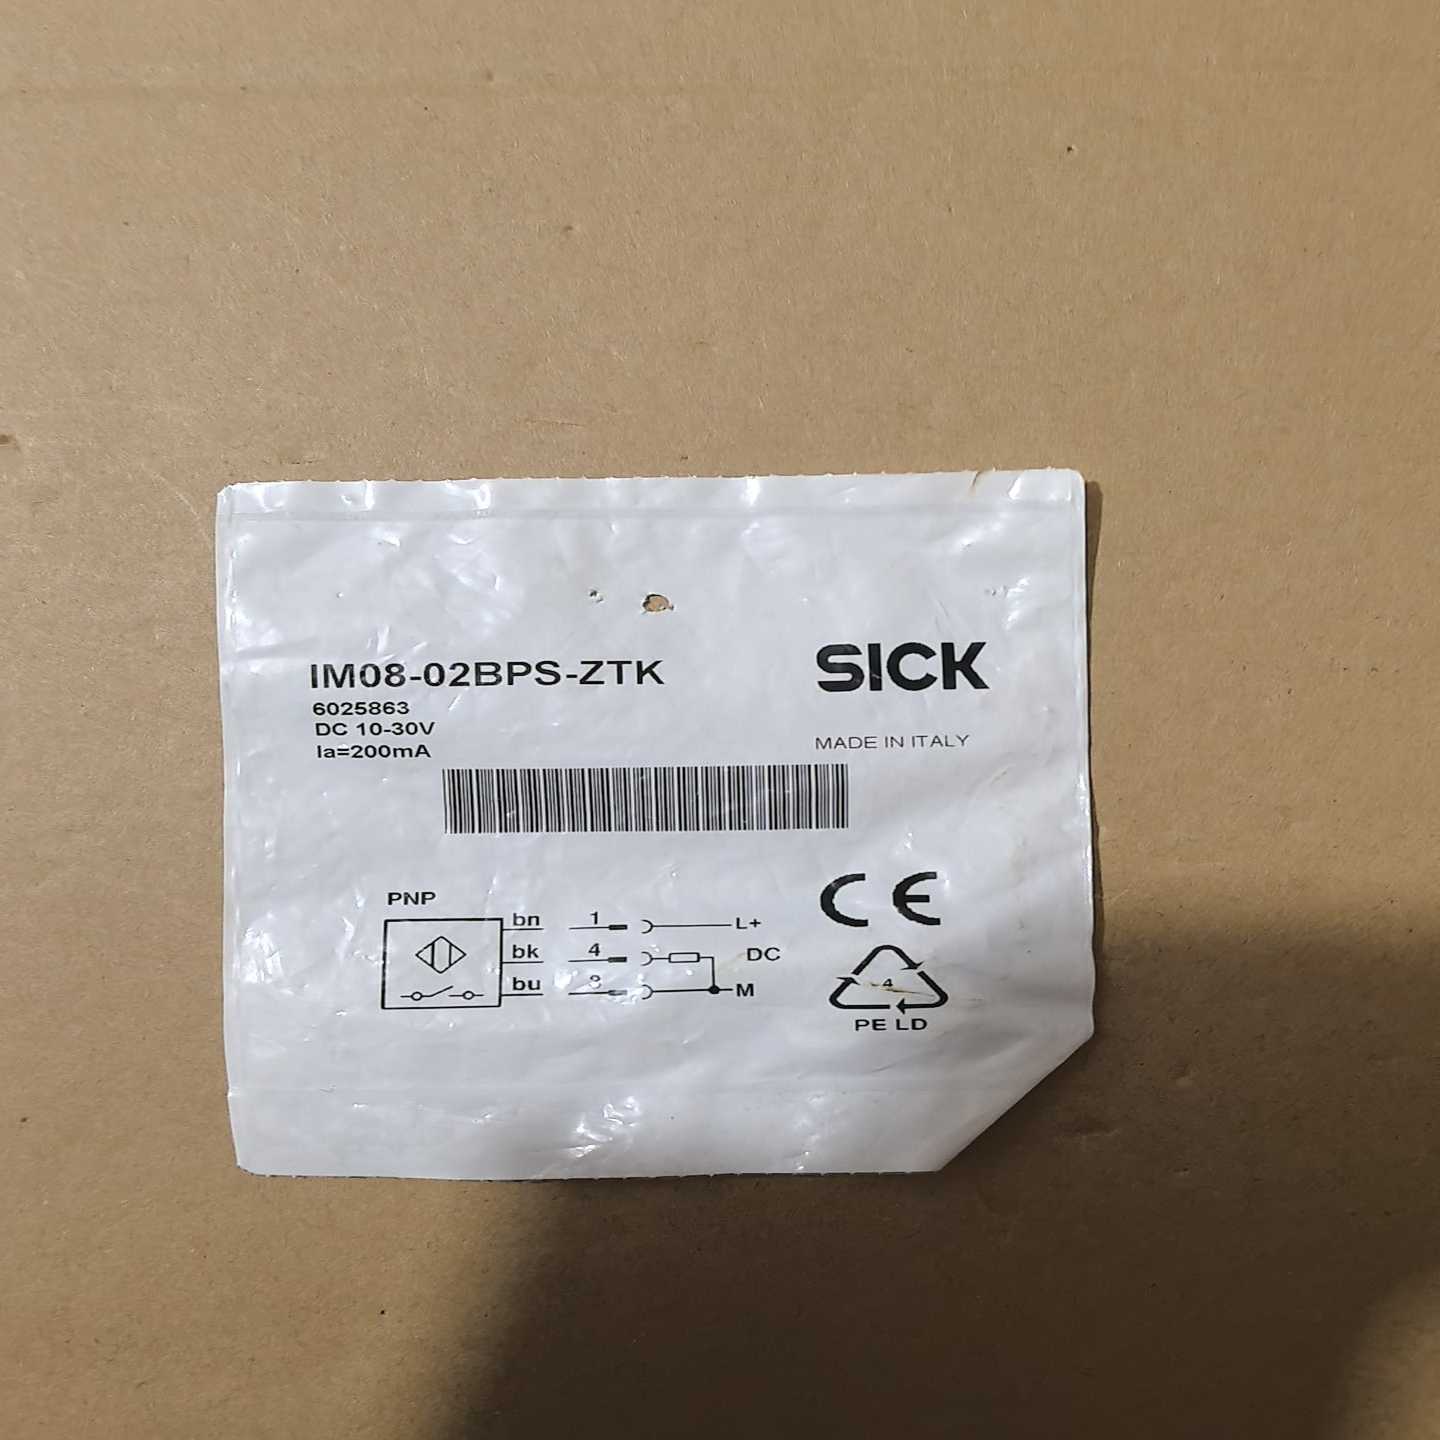 IM08-02BPS-ZTK
6025863
DC 10-30V
Ia=200mA
SICK
MADE IN ITALY
PNP
bn 1 L+
bk 4 DC
bu 3 M
CE
4
PE LD